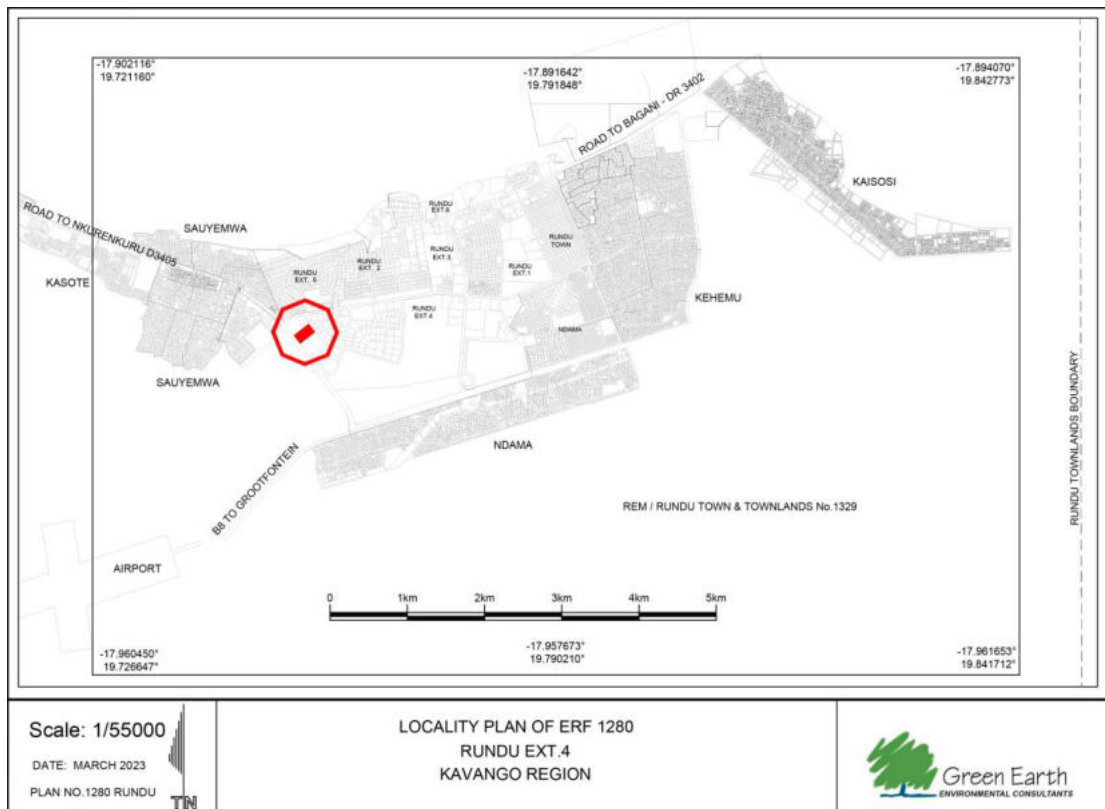 -17.902116°
19.721160°
-17.891642°
19.791848°
-17.894070°
19.842773°
ROAD TO BAGANI - DR 3402
KAISOSI
ROAD TO NKURENKURU D3405
SAUYEMWA
RUNDU
EXT.6
RUNDU
TOWN
RUNDU
EXT.3
RUNDU
EXT. 2
RUNDU
EXT.1
RUNDU
EXT. 5
KASOTE
KEHEMU
RUNDU
EXT.4
NDAMA
SAUYEMWA
NDAMA
B8 TO GROOTFONTEIN
RUNDU TOWNLANDS BOUNDARY
REM / RUNDU TOWN & TOWNLANDS No.1329
AIRPORT
0 1km 2km 3km 4km 5km
-17.960450°
19.726647°
-17.957673°
19.790210°
-17.961653°
19.841712°
Scale: 1/55000
DATE: MARCH 2023
PLAN NO.1280 RUNDU
TN
LOCALITY PLAN OF ERF 1280
RUNDU EXT.4
KAVANGO REGION
Green Earth
ENVIRONMENTAL CONSULTANTS